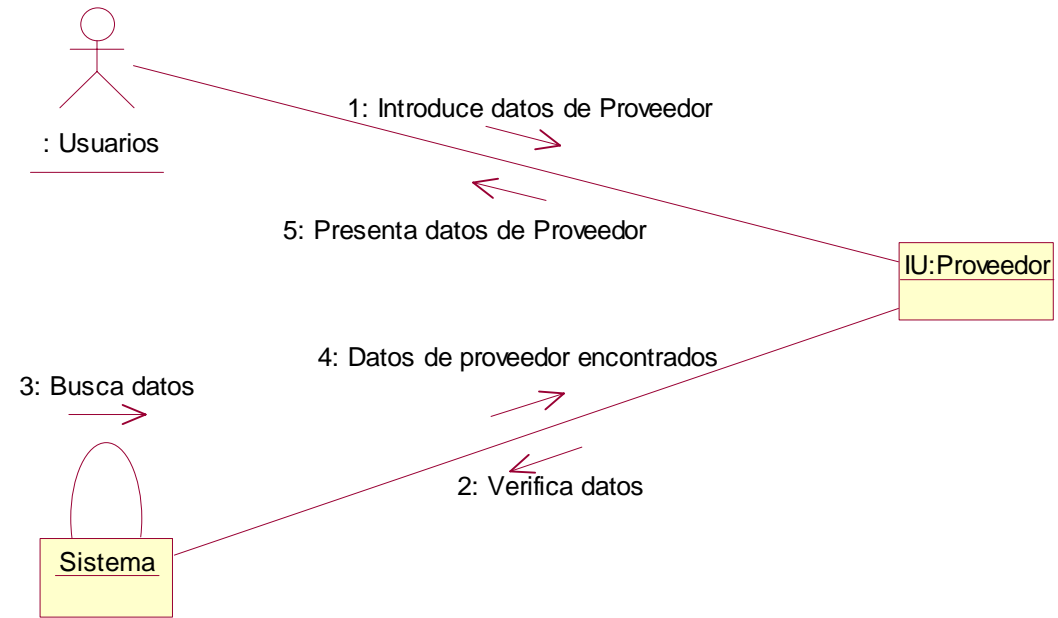 1: Introduce datos de Proveedor
: Usuarios
5: Presenta datos de Proveedor
IU:Proveedor
4: Datos de proveedor encontrados
3: Busca datos
2: Verifica datos
Sistema